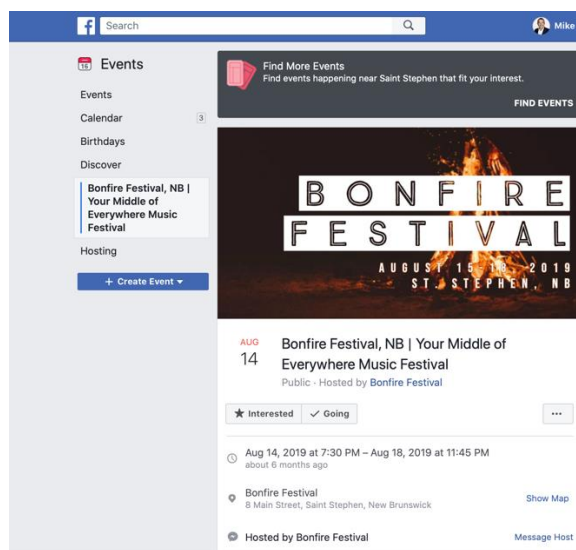 f
Search
Mike
16
Events
Find More Events
Find events happening near Saint Stephen that fit your interest.
FIND EVENTS
Events
Calendar 3
Birthdays
Discover
Bonfire Festival, NB |
Your Middle of
Everywhere Music
Festival
Hosting
+ Create Event
BONFIRE
FESTIVAL
AUGUST 15-18, 2019
ST. STEPHEN, NB
AUG
14
Bonfire Festival, NB | Your Middle of
Everywhere Music Festival
Public · Hosted by Bonfire Festival
Interested
Going
...
Aug 14, 2019 at 7:30 PM – Aug 18, 2019 at 11:45 PM
about 6 months ago
Bonfire Festival
8 Main Street, Saint Stephen, New Brunswick
Show Map
Hosted by Bonfire Festival
Message Host